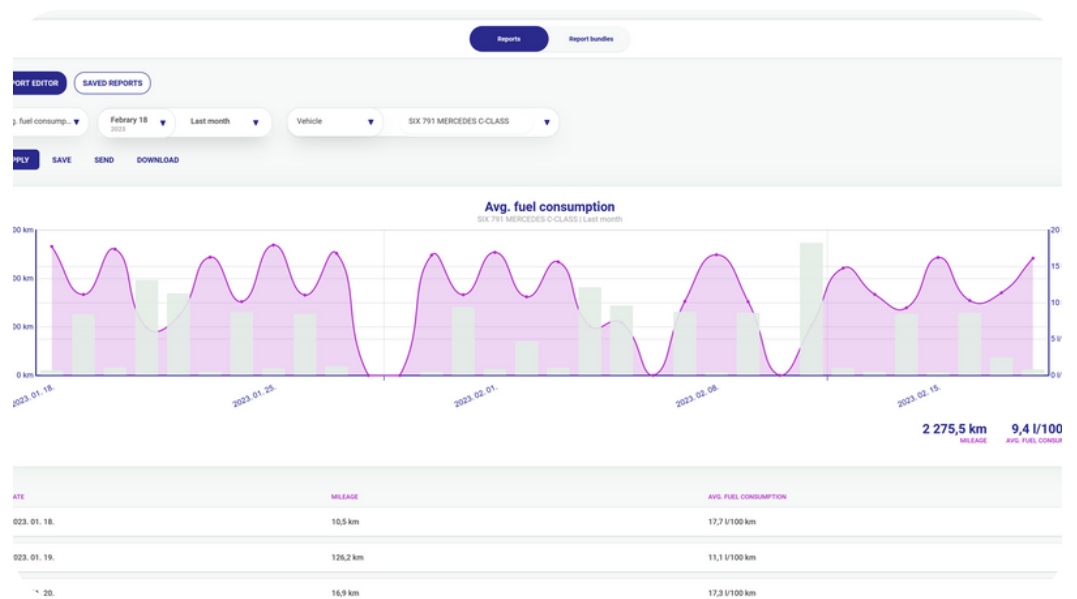 Reports Report bundles
ORT EDITOR SAVED REPORTS
g. fuel consump.. Febrary 18 2023 Last month Vehicle SIX 791 MERCEDES C-CLASS
PPLY SAVE SEND DOWNLOAD
Avg. fuel consumption
SIX 791 MERCEDES C-CLASS | Last month
00 km 20
00 km 15
00 km 10
5 l/
0 km 0 l/
2023. 01. 18. 2023. 01. 25. 2023. 02. 01. 2023. 02. 08. 2023. 02. 15.
2 275,5 km 9,4 l/100
MILEAGE AVG. FUEL CONSU
ATE MILEAGE AVG. FUEL CONSUMPTION
023. 01. 18. 10,5 km 17,7 l/100 km
023. 01. 19. 126,2 km 11,1 l/100 km
20. 16,9 km 17,3 l/100 km